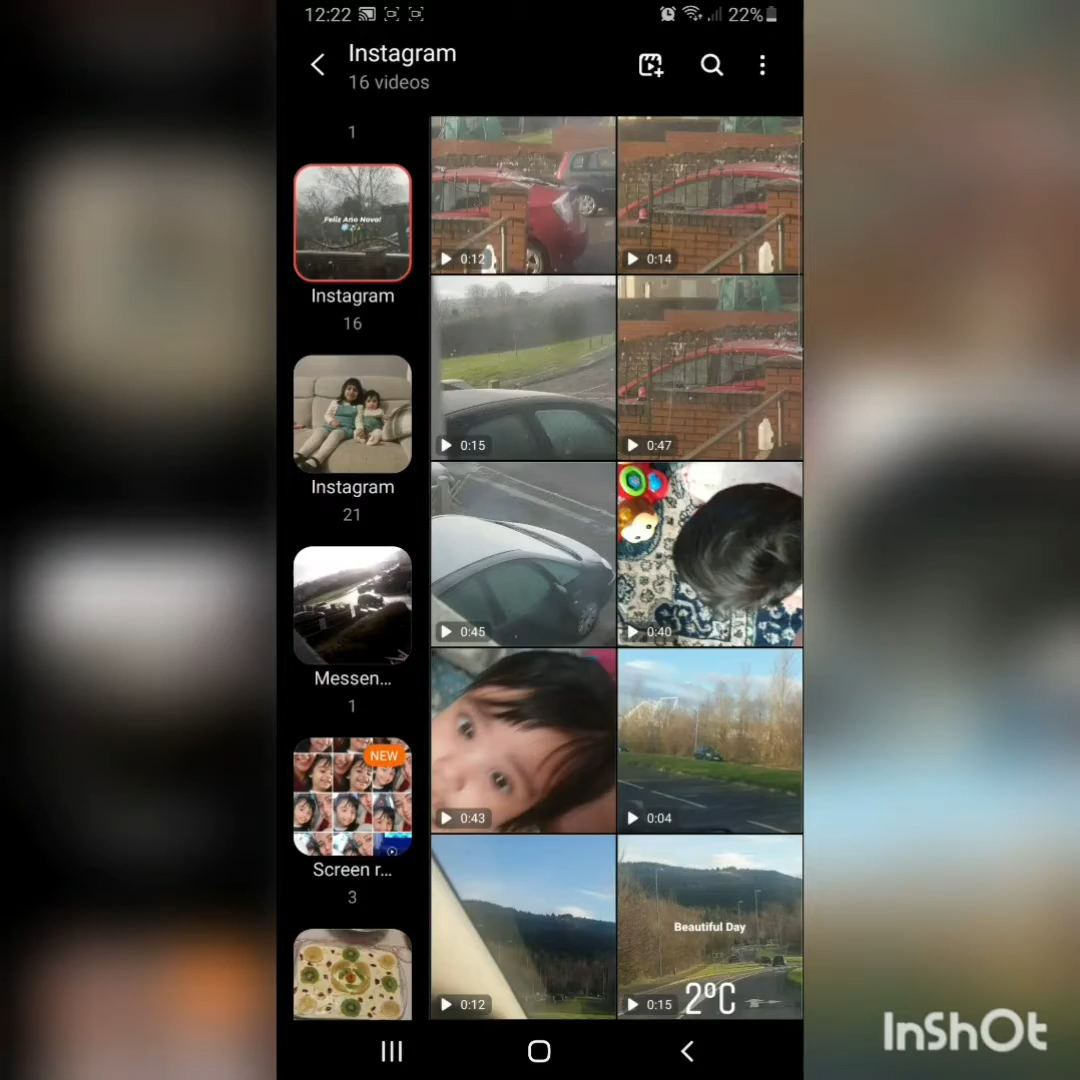 12:22
22%
Instagram
16 videos
1
Feliz Ano Novo!
Instagram
16
Instagram
21
Messen...
1
NEW
Screen r...
3
0:12
0:14
0:15
0:47
0:45
0:40
0:43
0:04
0:12
Beautiful Day
0:15
2ºC
InShOt